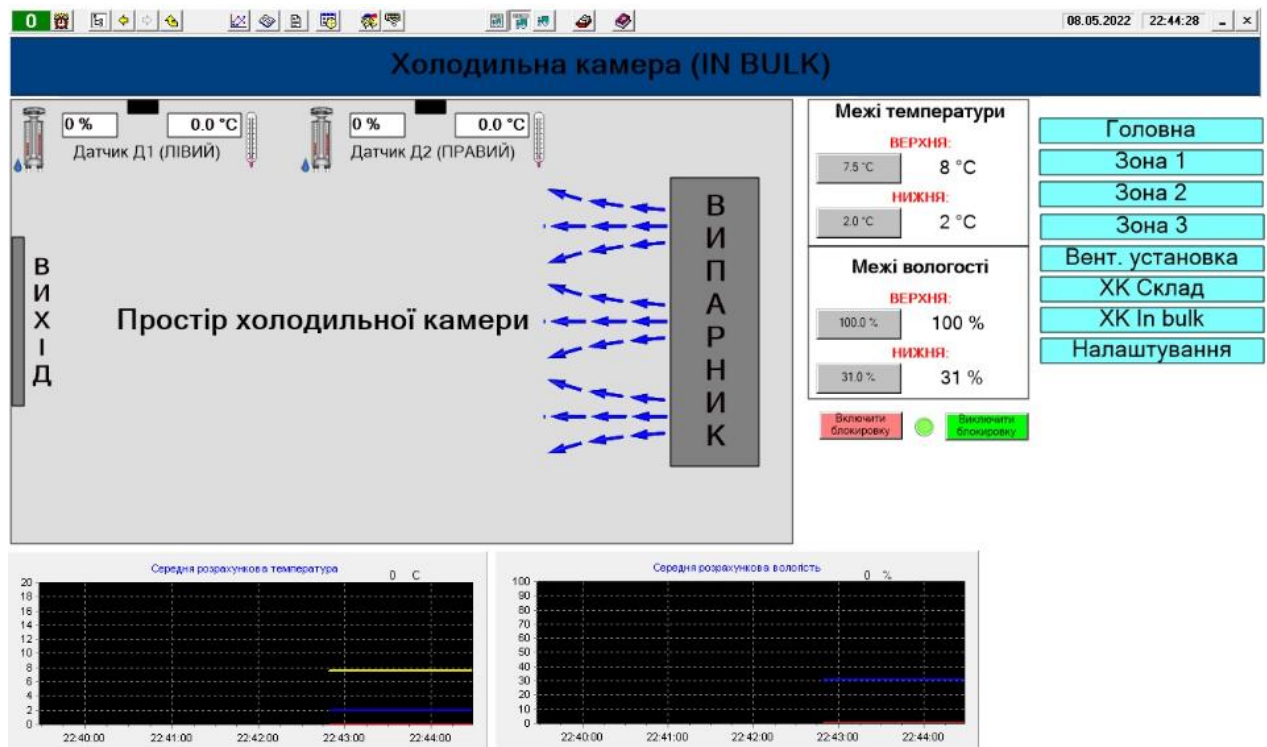 0
08.05.2022 22:44:28
Холодильна камера (IN BULK)
0 % 0.0 °C
Датчик Д1 (ЛІВИЙ)
0 % 0.0 °C
Датчик Д2 (ПРАВИЙ)
ВИХІД
Простір холодильної камери
ВИПАРНИК
Межі температури
ВЕРХНЯ:
7.5 °C 8 °C
НИЖНЯ:
2.0 °C 2 °C
Межі вологості
ВЕРХНЯ:
100.0 % 100 %
НИЖНЯ:
31.0 % 31 %
Включити
блокировку
Виключити
блокировку
Головна
Зона 1
Зона 2
Зона 3
Вент. установка
ХК Склад
ХК In bulk
Налаштування
Середня розрахункова температура 0 C
20
18
16
14
12
10
8
6
4
2
0
22:40:00 22:41:00 22:42:00 22:43:00 22:44:00
Середня розрахункова вологість 0 %
100
90
80
70
60
50
40
30
20
10
0
22:40:00 22:41:00 22:42:00 22:43:00 22:44:00